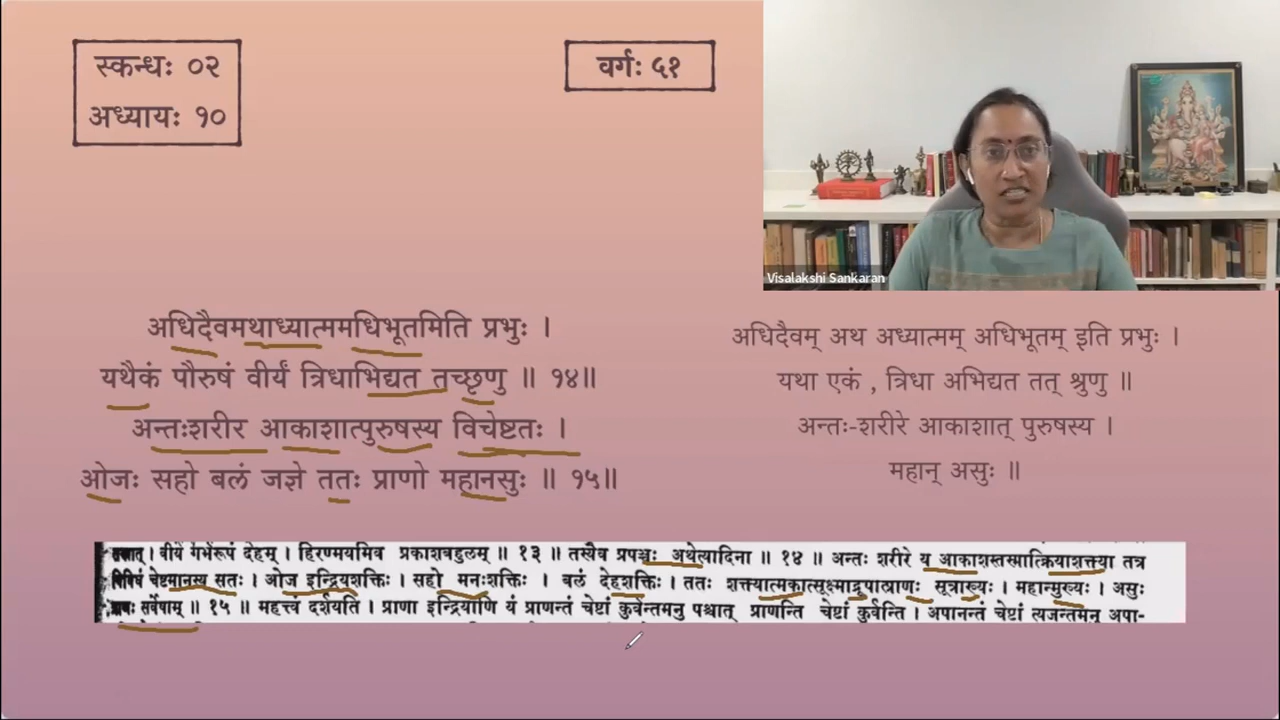 स्कन्धः ०२
अध्यायः १०
वर्गः ५१
Visalakshi Sankaran
अधिदैवमथाध्यात्ममधिभूतमिति प्रभुः ।
यथैकं पौरुषं वीर्यं त्रिधाभिद्यत तच्छृणु ॥ १४॥
अन्तःशरीर आकाशात्पुरुषस्य विचेष्टतः ।
ओजः सहो बलं जज्ञे ततः प्राणो महानसुः ॥ १५॥
अधिदैवम् अथ अध्यात्मम् अधिभूतम् इति प्रभुः ।
यथा एकं , त्रिधा अभिद्यत तत् श्रुणु ॥
अन्तः-शरीरे आकाशात् पुरुषस्य ।
महान् असुः ॥
वीर्यं गर्भरूपं देहम् । हिरण्मयमिव प्रकाशबहुलम् ॥ १३ ॥ तस्यैव प्रपञ्चः अथेत्यादिना ॥ १४ ॥ अन्तः शरीरे य आकाशस्तस्मात्क्रियाशक्त्या तत्र
विविधं चेष्टमानस्य सतः । ओज इन्द्रियशक्तिः । सहो मनःशक्तिः । बलं देहशक्तिः । ततः शक्त्यात्मकात्सूक्ष्माद्रूपात्प्राणः सूत्राख्यः । महान्मुख्यः । असुः
प्राणः सर्वेषाम् ॥ १५ ॥ महत्त्वं दर्शयति । प्राणा इन्द्रियाणि यं प्राणन्तं चेष्टां कुर्वन्तमनु पश्चात् प्राणन्ति चेष्टां कुर्वन्ति । अपानन्तं चेष्टां त्यजन्तमनु अपा-